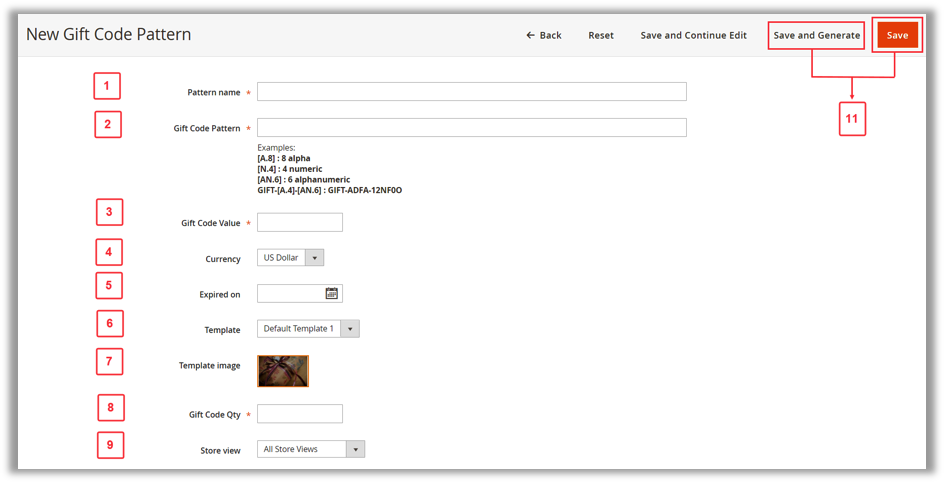 New Gift Code Pattern
← Back Reset Save and Continue Edit Save and Generate Save
1 Pattern name *
11
2 Gift Code Pattern *
Examples:
[A.8] : 8 alpha
[N.4] : 4 numeric
[AN.6] : 6 alphanumeric
GIFT-[A.4]-[AN.6] : GIFT-ADFA-12NF0O
3 Gift Code Value *
4 Currency US Dollar
5 Expired on
6 Template Default Template 1
7 Template image
8 Gift Code Qty *
9 Store view All Store Views